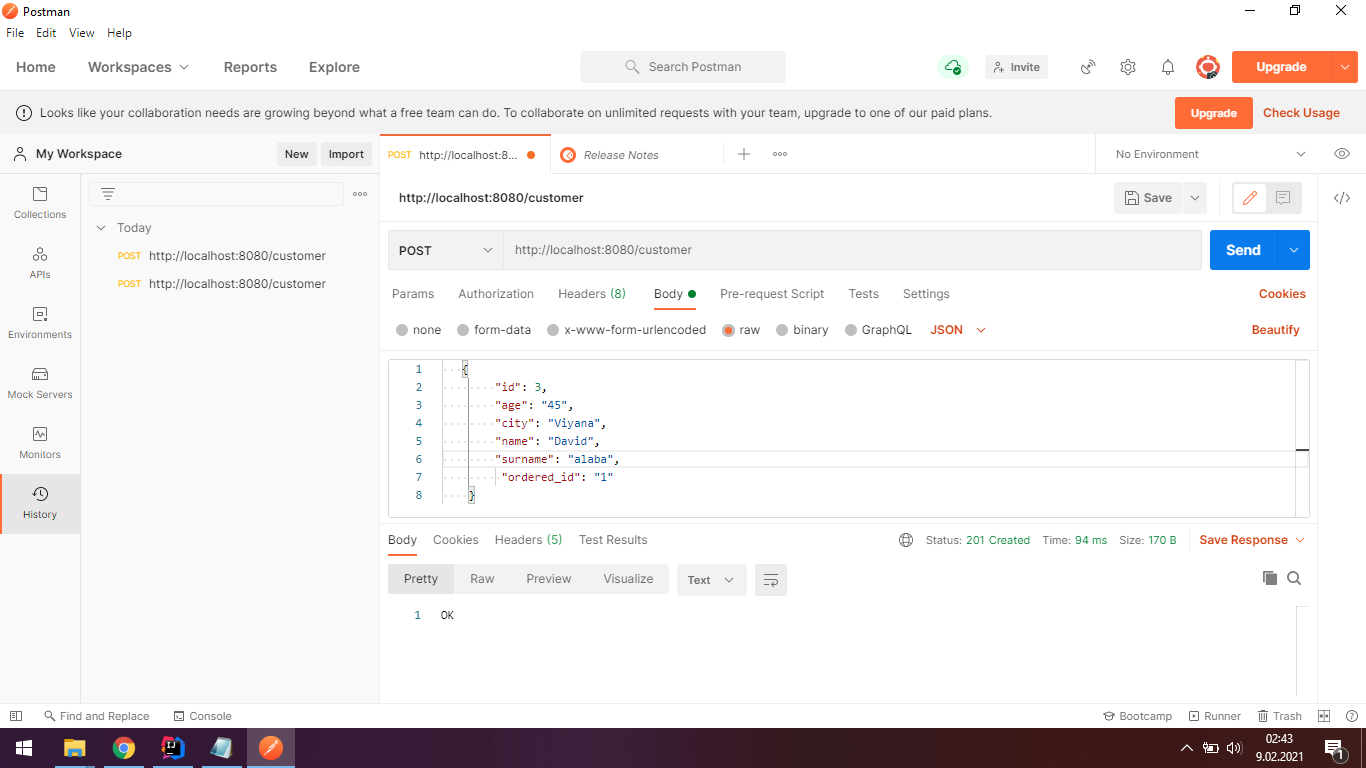 Postman
File Edit View Help
Home Workspaces Reports Explore Search Postman Invite Upgrade
Looks like your collaboration needs are growing beyond what a free team can do. To collaborate on unlimited requests with your team, upgrade to one of our paid plans. Upgrade Check Usage
My Workspace New Import POST http://localhost:8... Release Notes No Environment
Collections
APIs
Environments
Mock Servers
Monitors
History
Today
POST http://localhost:8080/customer
POST http://localhost:8080/customer
http://localhost:8080/customer Save
POST http://localhost:8080/customer Send
Params Authorization Headers (8) Body Pre-request Script Tests Settings Cookies
none form-data x-www-form-urlencoded raw binary GraphQL JSON Beautify
1 {
2 "id": 3,
3 "age": "45",
4 "city": "Viyana",
5 "name": "David",
6 "surname": "alaba",
7 "ordered_id": "1"
8 }
Body Cookies Headers (5) Test Results Status: 201 Created Time: 94 ms Size: 170 B Save Response
Pretty Raw Preview Visualize Text
1 OK
Find and Replace Console Bootcamp Runner Trash
02:43
9.02.2021
1